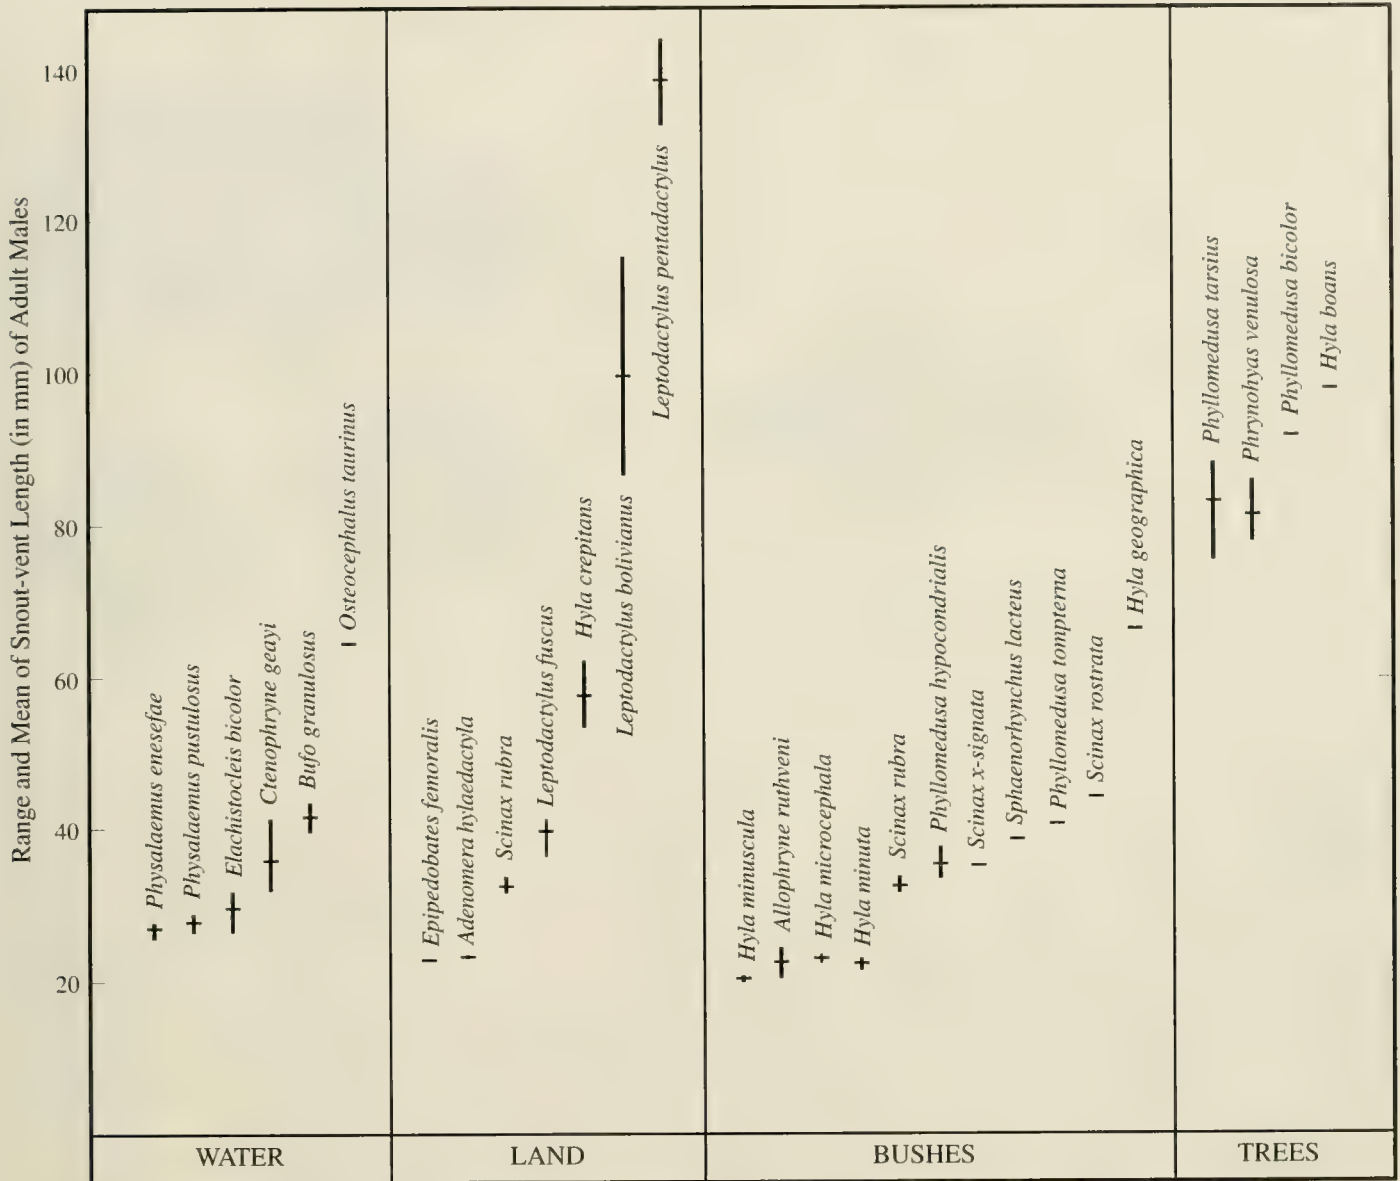 Range and Mean of Snout-vent Length (in mm) of Adult Males
140
120
100
80
60
40
20
Physalaemus enesefae
Physalaemus pustulosus
Elachistocleis bicolor
Ctenophryne geayi
Bufo granulosus
Osteocephalus taurinus
Epipedobates femoralis
Adenomera hylaedactyla
Scinax rubra
Leptodactylus fuscus
Hyla crepitans
Leptodactylus bolivianus
Leptodactylus pentadactylus
Hyla minuscula
Allophryne ruthveni
Hyla microcephala
Hyla minuta
Scinax rubra
Phyllomedusa hypocondrialis
Scinax x-signata
Sphaenorhynchus lacteus
Phyllomedusa tompterna
Scinax rostrata
Hyla geographica
Phyllomedusa tarsius
Phrynohyas venulosa
Phyllomedusa bicolor
Hyla boans
WATER
LAND
BUSHES
TREES